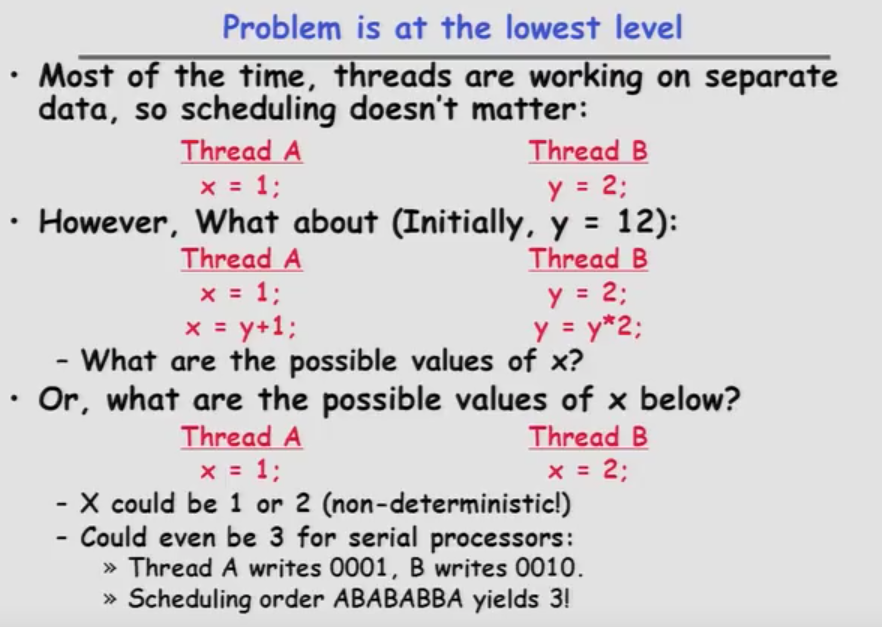 Problem is at the lowest level
• Most of the time, threads are working on separate
data, so scheduling doesn't matter:
Thread A Thread B
x = 1; y = 2;
• However, What about (Initially, y = 12):
Thread A Thread B
x = 1; y = 2;
x = y+1; y = y*2;
– What are the possible values of x?
• Or, what are the possible values of x below?
Thread A Thread B
x = 1; x = 2;
– X could be 1 or 2 (non-deterministic!)
– Could even be 3 for serial processors:
» Thread A writes 0001, B writes 0010.
» Scheduling order ABABABBA yields 3!